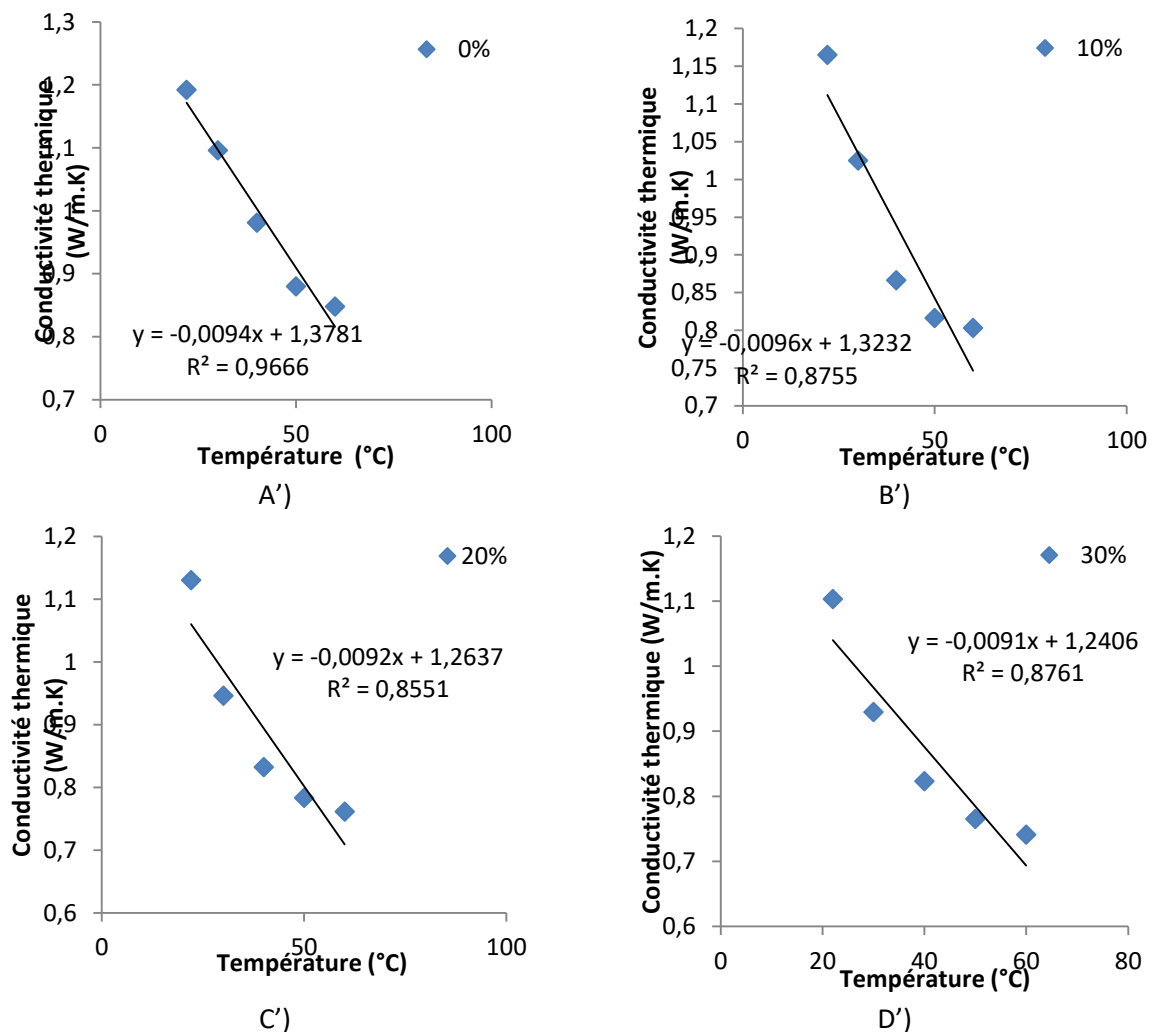 1,3
1,2
1,1
1
0,9
0,8
0,7
0
50
100
Conductivité thermique
(W/m.K)
Température (°C)
0%
y = -0,0094x + 1,3781
R² = 0,9666
A’)
1,2
1,15
1,1
1,05
1
0,95
0,9
0,85
0,8
0,75
0,7
0
50
100
Conductivité thermique
(W/m.K)
Température (°C)
10%
y = -0,0096x + 1,3232
R² = 0,8755
B’)
1,2
1,1
1
0,9
0,8
0,7
0,6
0
50
100
Conductivité thermique
(W/m.K)
Température (°C)
20%
y = -0,0092x + 1,2637
R² = 0,8551
C’)
1,2
1,1
1
0,9
0,8
0,7
0,6
0
20
40
60
80
Conductivité thermique (W/m.K)
Température (°C)
30%
y = -0,0091x + 1,2406
R² = 0,8761
D’)